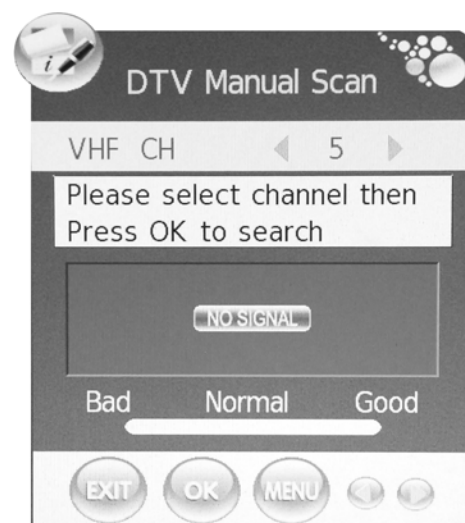 i
DTV Manual Scan
VHF CH 5
Please select channel then
Press OK to search
NO SIGNAL
Bad Normal Good
EXIT OK MENU